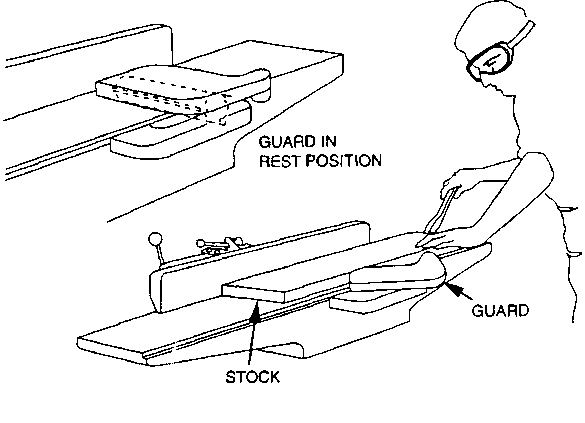 GUARD IN
REST POSITION
GUARD
STOCK